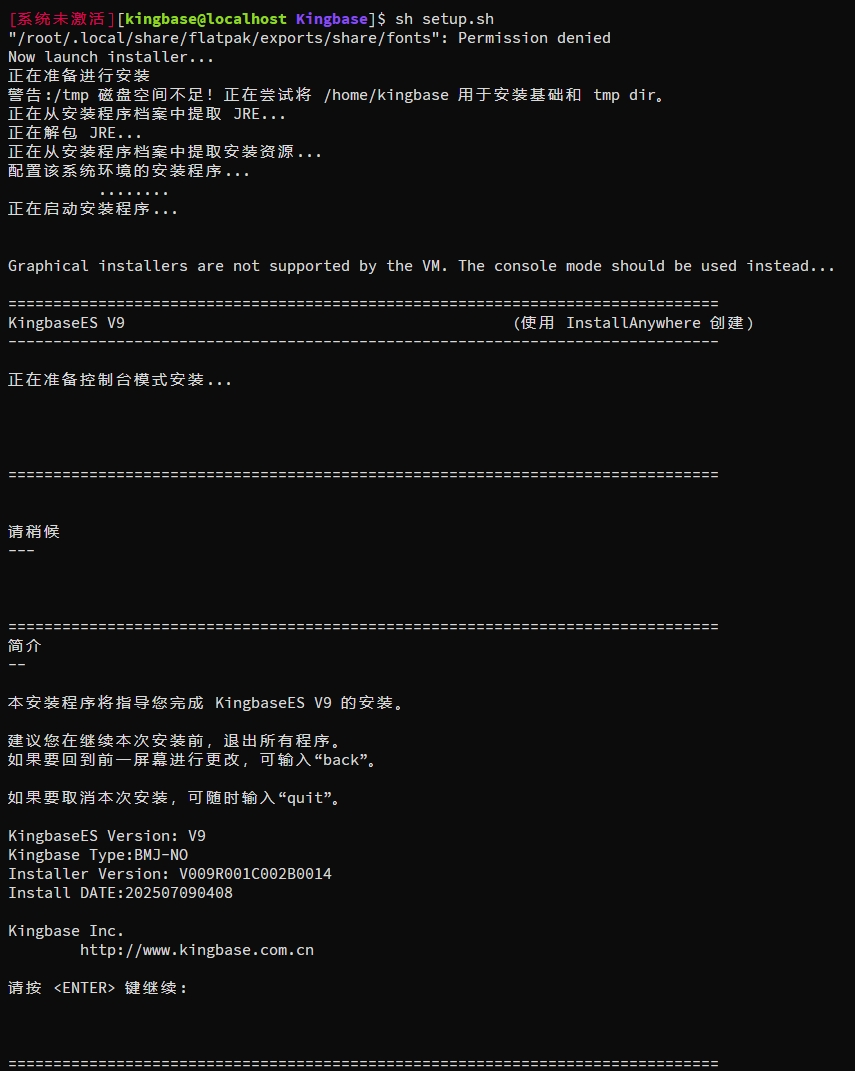 [系统未激活][kingbase@localhost Kingbase]$ sh setup.sh
"/root/.local/share/flatpak/exports/share/fonts": Permission denied
Now launch installer...
正在准备进行安装
警告:/tmp 磁盘空间不足! 正在尝试将 /home/kingbase 用于安装基础和 tmp dir。
正在从安装程序档案中提取 JRE...
正在解包 JRE...
正在从安装程序档案中提取安装资源...
配置该系统环境的安装程序...
........
正在启动安装程序...
Graphical installers are not supported by the VM. The console mode should be used instead...
===============================================================================
KingbaseES V9 (使用 InstallAnywhere 创建)
-------------------------------------------------------------------------------
正在准备控制台模式安装...
===============================================================================
请稍候
---
===============================================================================
简介
--
本安装程序将指导您完成 KingbaseES V9 的安装。
建议您在继续本次安装前, 退出所有程序。
如果要回到前一屏幕进行更改, 可输入“back”。
如果要取消本次安装, 可随时输入“quit”。
KingbaseES Version: V9
Kingbase Type:BMJ-NO
Installer Version: V009R001C002B0014
Install DATE:202507090408
Kingbase Inc.
http://www.kingbase.com.cn
请按 <ENTER> 键继续:
===============================================================================